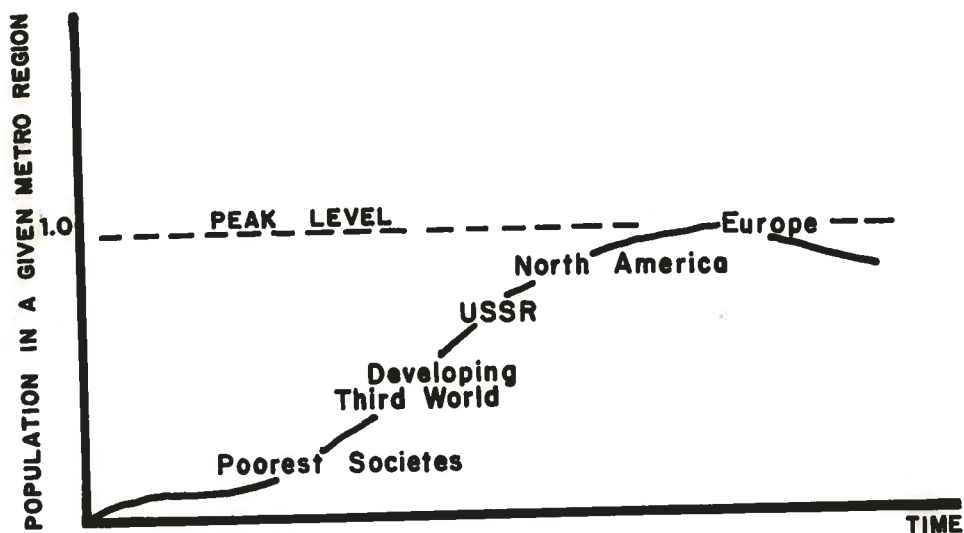 POPULATION IN A GIVEN METRO REGION
1.0
PEAK LEVEL
Europe
North America
USSR
Developing
Third World
Poorest Societes
TIME